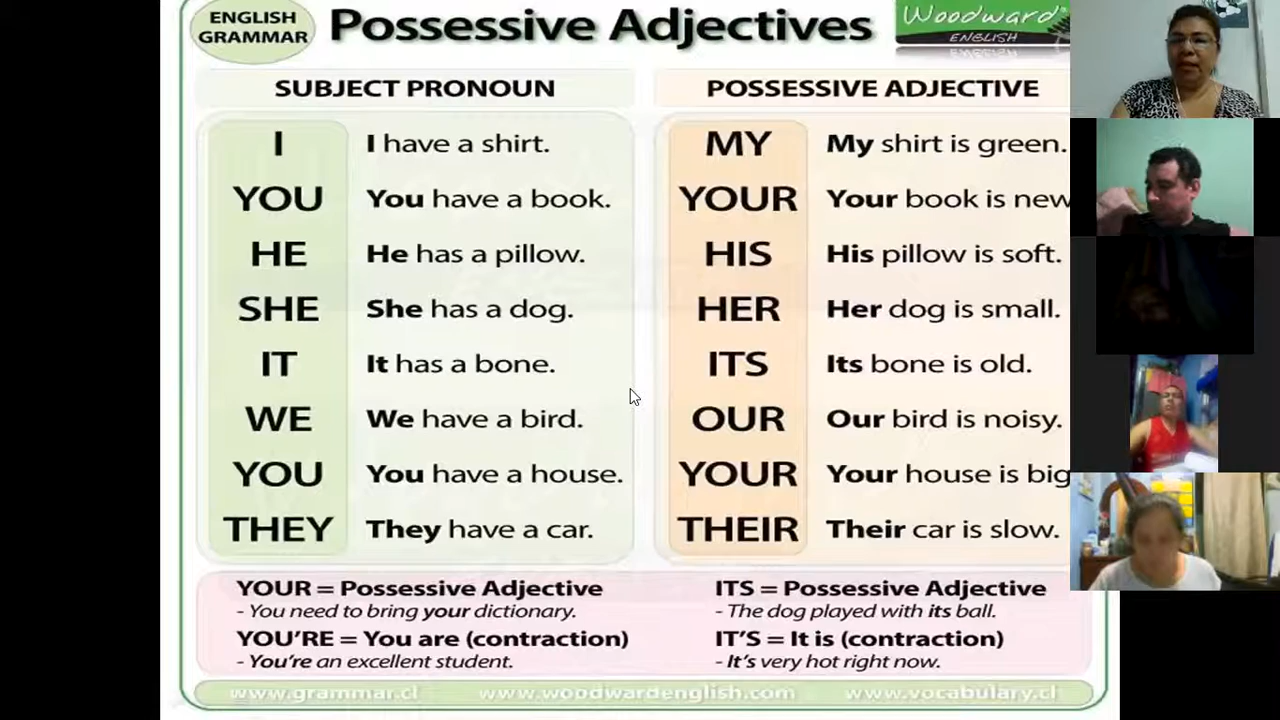 ENGLISH
GRAMMAR
Possessive Adjectives
Woodward
ENGLISH
SUBJECT PRONOUN
POSSESSIVE ADJECTIVE
I I have a shirt. MY My shirt is green.
YOU You have a book. YOUR Your book is new
HE He has a pillow. HIS His pillow is soft.
SHE She has a dog. HER Her dog is small.
IT It has a bone. ITS Its bone is old.
WE We have a bird. OUR Our bird is noisy.
YOU You have a house. YOUR Your house is big
THEY They have a car. THEIR Their car is slow.
YOUR = Possessive Adjective
- You need to bring your dictionary.
YOU'RE = You are (contraction)
- You're an excellent student.
ITS = Possessive Adjective
- The dog played with its ball.
IT'S = It is (contraction)
- It's very hot right now.
www.grammar.cl www.woodwardenglish.com www.vocabulary.cl